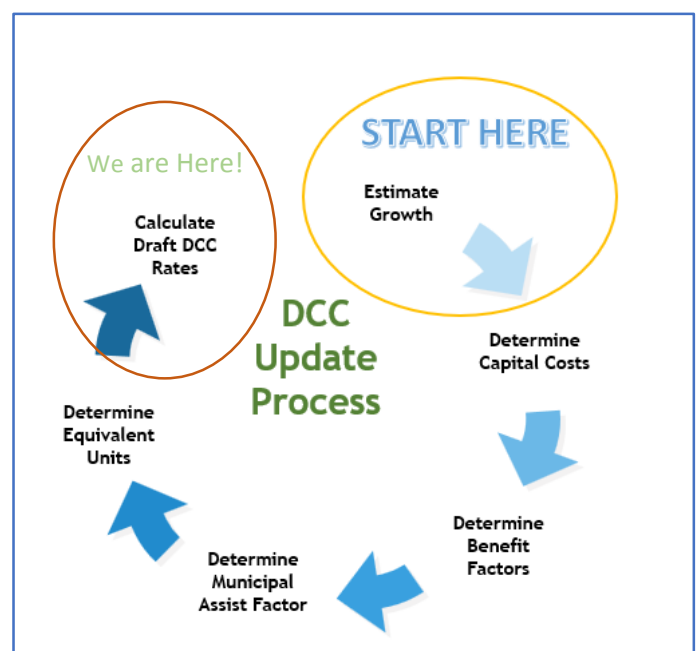 START HERE
Estimate
Growth
Determine
Capital Costs
Determine
Benefit
Factors
Determine
Municipal
Assist Factor
Determine
Equivalent
Units
We are Here!
Calculate
Draft DCC
Rates
DCC
Update
Process